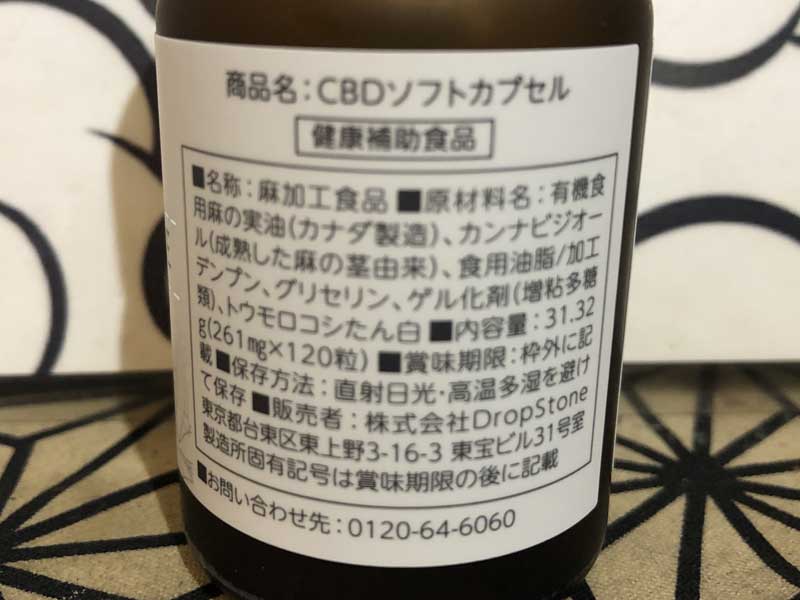 商品名：CBDソフトカプセル
健康補助食品
■名称：麻加工食品 ■原材料名：有機食
用麻の実油(カナダ製造)、カンナビジオー
ル(成熟した麻の茎由来)、食用油脂/加工
デンプン、グリセリン、ゲル化剤(増粘多糖
類)、トウモロコシたん白 ■内容量：31.32
g(261mg×120粒) ■賞味期限：枠外に記
載 ■保存方法：直射日光・高温多湿を避け
て保存 ■販売者：株式会社DropStone
東京都台東区東上野3-16-3 東宝ビル31号室
製造所固有記号は賞味期限の後に記載
■お問い合わせ先：0120-64-6060